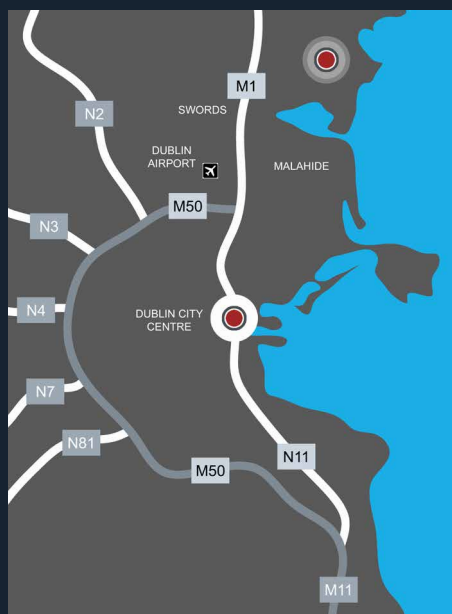 M1
N2
SWORDS
DUBLIN
AIRPORT
MALAHIDE
M50
N3
N4
DUBLIN CITY
CENTRE
N7
N81
N11
M50
M11